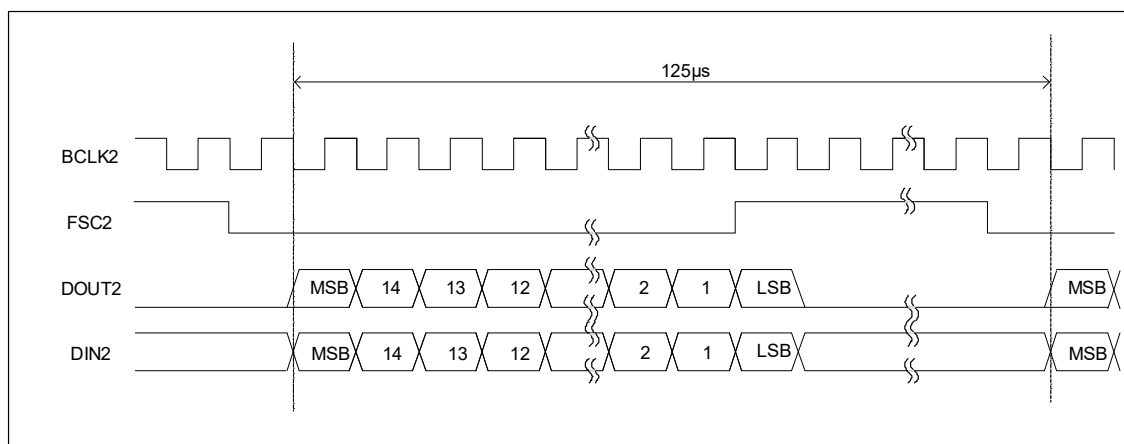 125µs
BCLK2
FSC2
DOUT2 MSB 14 13 12 2 1 LSB MSB
DIN2 MSB 14 13 12 2 1 LSB MSB